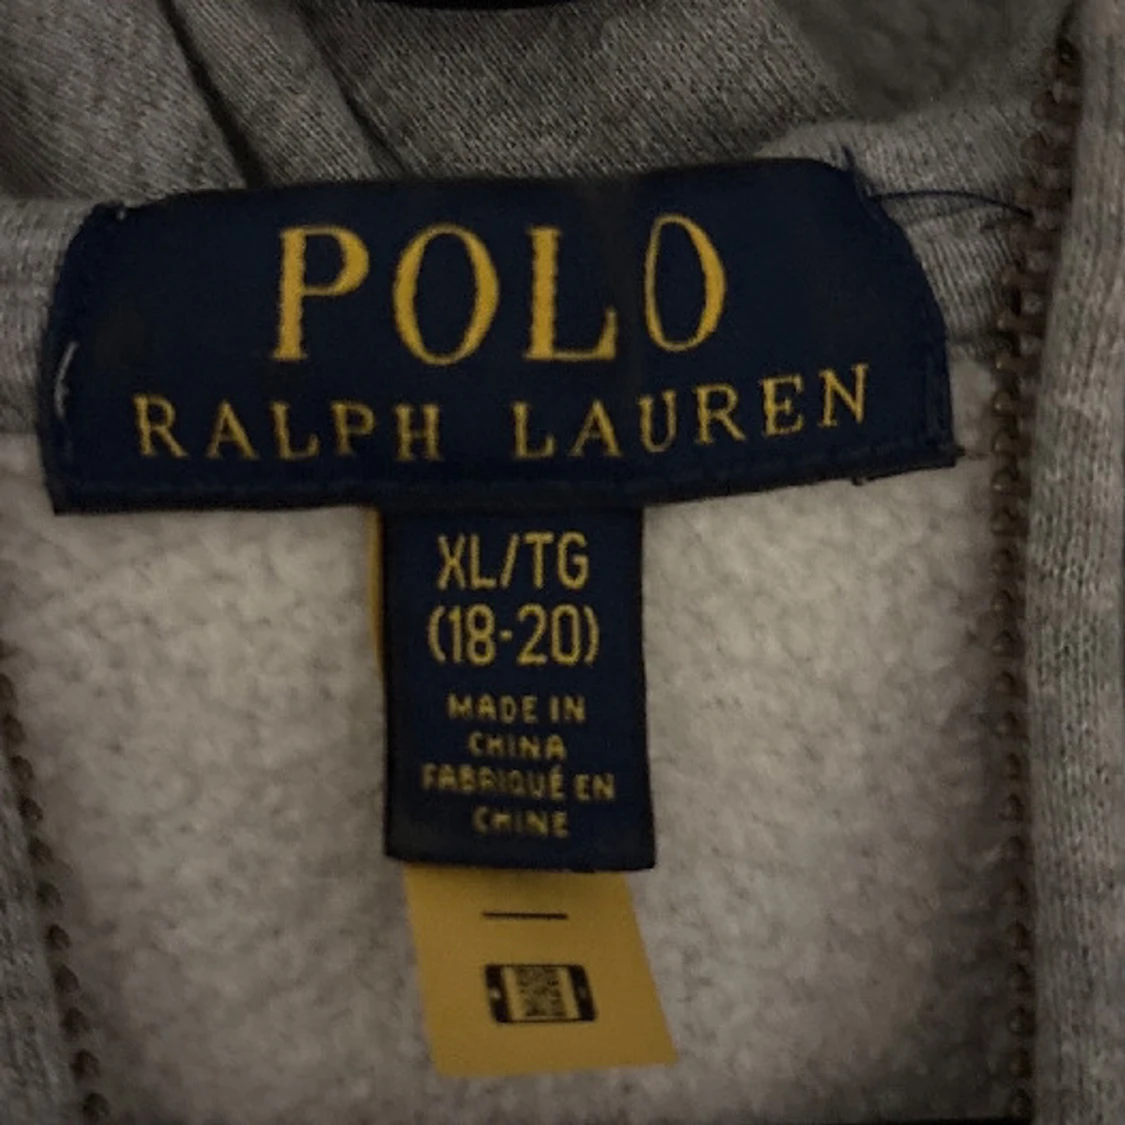 POLO
RALPH LAUREN
XL/TG
(18-20)
MADE IN
CHINA
FABRIQUÉ EN
CHINE